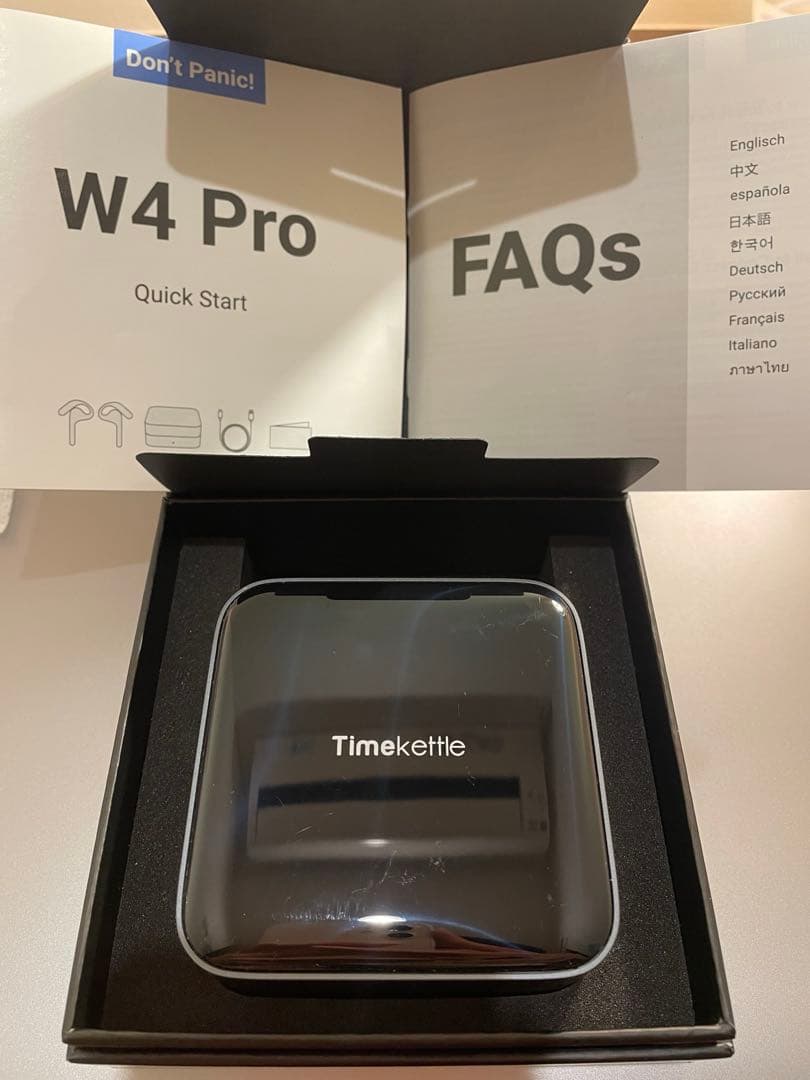 Don't Panic!
W4 Pro
Quick Start
FAQs
Englisch
中文
española
日本語
한국어
Deutsch
Русский
Français
Italiano
ภาษาไทย
Timekettle